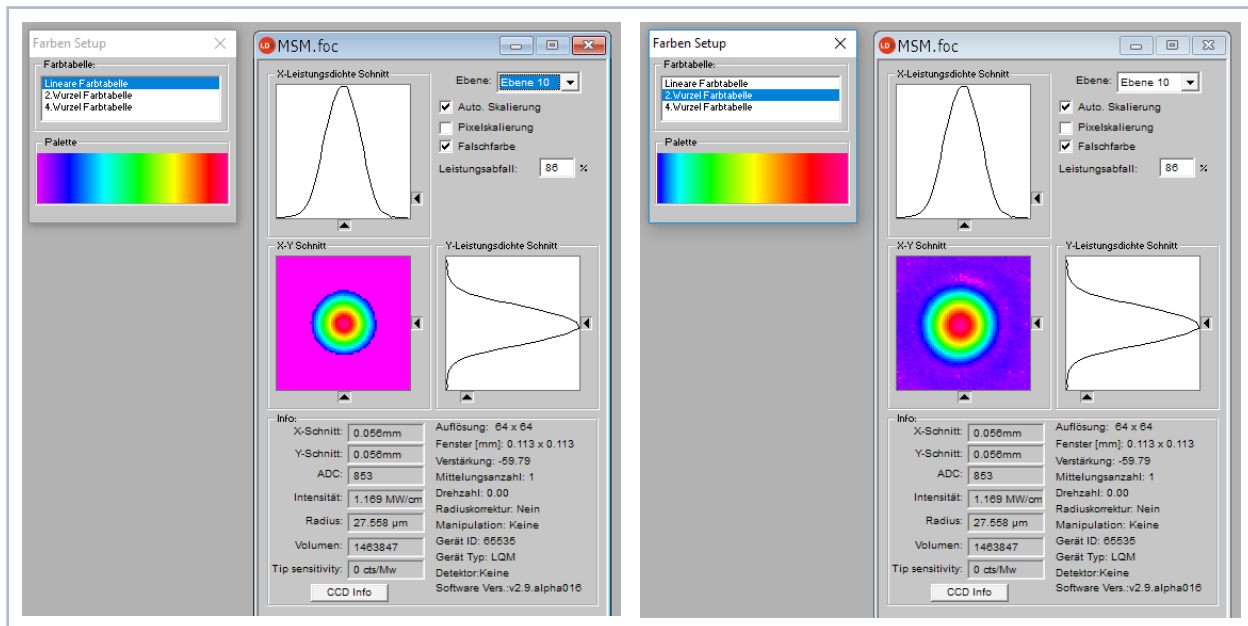 Farben Setup
Farbtabelle:
Lineare Farbtabelle
2.Wurzel Farbtabelle
4.Wurzel Farbtabelle
Palette
LD MSM.foc
X-Leistungsdichte Schnitt
Ebene: Ebene 10
Auto. Skalierung
Pixelskalierung
Falschfarbe
Leistungsabfall: 86 %
X-Y Schnitt
Y-Leistungsdichte Schnitt
Info:
X-Schnitt: 0.056mm
Y-Schnitt: 0.056mm
ADC: 853
Intensität: 1.169 MW/cm
Radius: 27.558 µm
Volumen: 1463847
Tip sensitivity: 0 cts/Mw
CCD Info
Auflösung: 64 x 64
Fenster [mm]: 0.113 x 0.113
Verstärkung: -59.79
Mittelungsanzahl: 1
Drehzahl: 0.00
Radiuskorrektur: Nein
Manipulation: Keine
Gerät ID: 65535
Gerät Typ: LQM
Detektor:Keine
Software Vers.:v2.9.alpha016
Farben Setup
Farbtabelle:
Lineare Farbtabelle
2.Wurzel Farbtabelle
4.Wurzel Farbtabelle
Palette
LD MSM.foc
X-Leistungsdichte Schnitt
Ebene: Ebene 10
Auto. Skalierung
Pixelskalierung
Falschfarbe
Leistungsabfall: 86 %
X-Y Schnitt
Y-Leistungsdichte Schnitt
Info:
X-Schnitt: 0.056mm
Y-Schnitt: 0.056mm
ADC: 853
Intensität: 1.169 MW/cm
Radius: 27.558 µm
Volumen: 1463847
Tip sensitivity: 0 cts/Mw
CCD Info
Auflösung: 64 x 64
Fenster [mm]: 0.113 x 0.113
Verstärkung: -59.79
Mittelungsanzahl: 1
Drehzahl: 0.00
Radiuskorrektur: Nein
Manipulation: Keine
Gerät ID: 65535
Gerät Typ: LQM
Detektor:Keine
Software Vers.:v2.9.alpha016